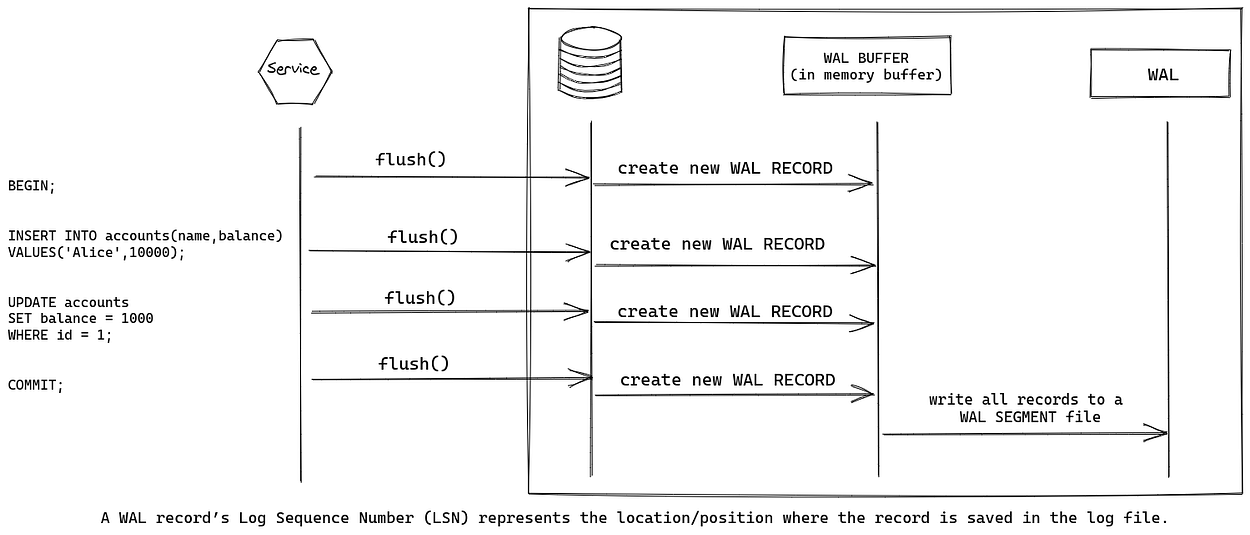 Service
WAL BUFFER
(in memory buffer)
WAL
flush()
create new WAL RECORD
BEGIN;
INSERT INTO accounts(name,balance)
VALUES('Alice',10000);
flush()
create new WAL RECORD
UPDATE accounts
SET balance = 1000
WHERE id = 1;
flush()
create new WAL RECORD
COMMIT;
flush()
create new WAL RECORD
write all records to a
WAL SEGMENT file
A WAL record’s Log Sequence Number (LSN) represents the location/position where the record is saved in the log file.